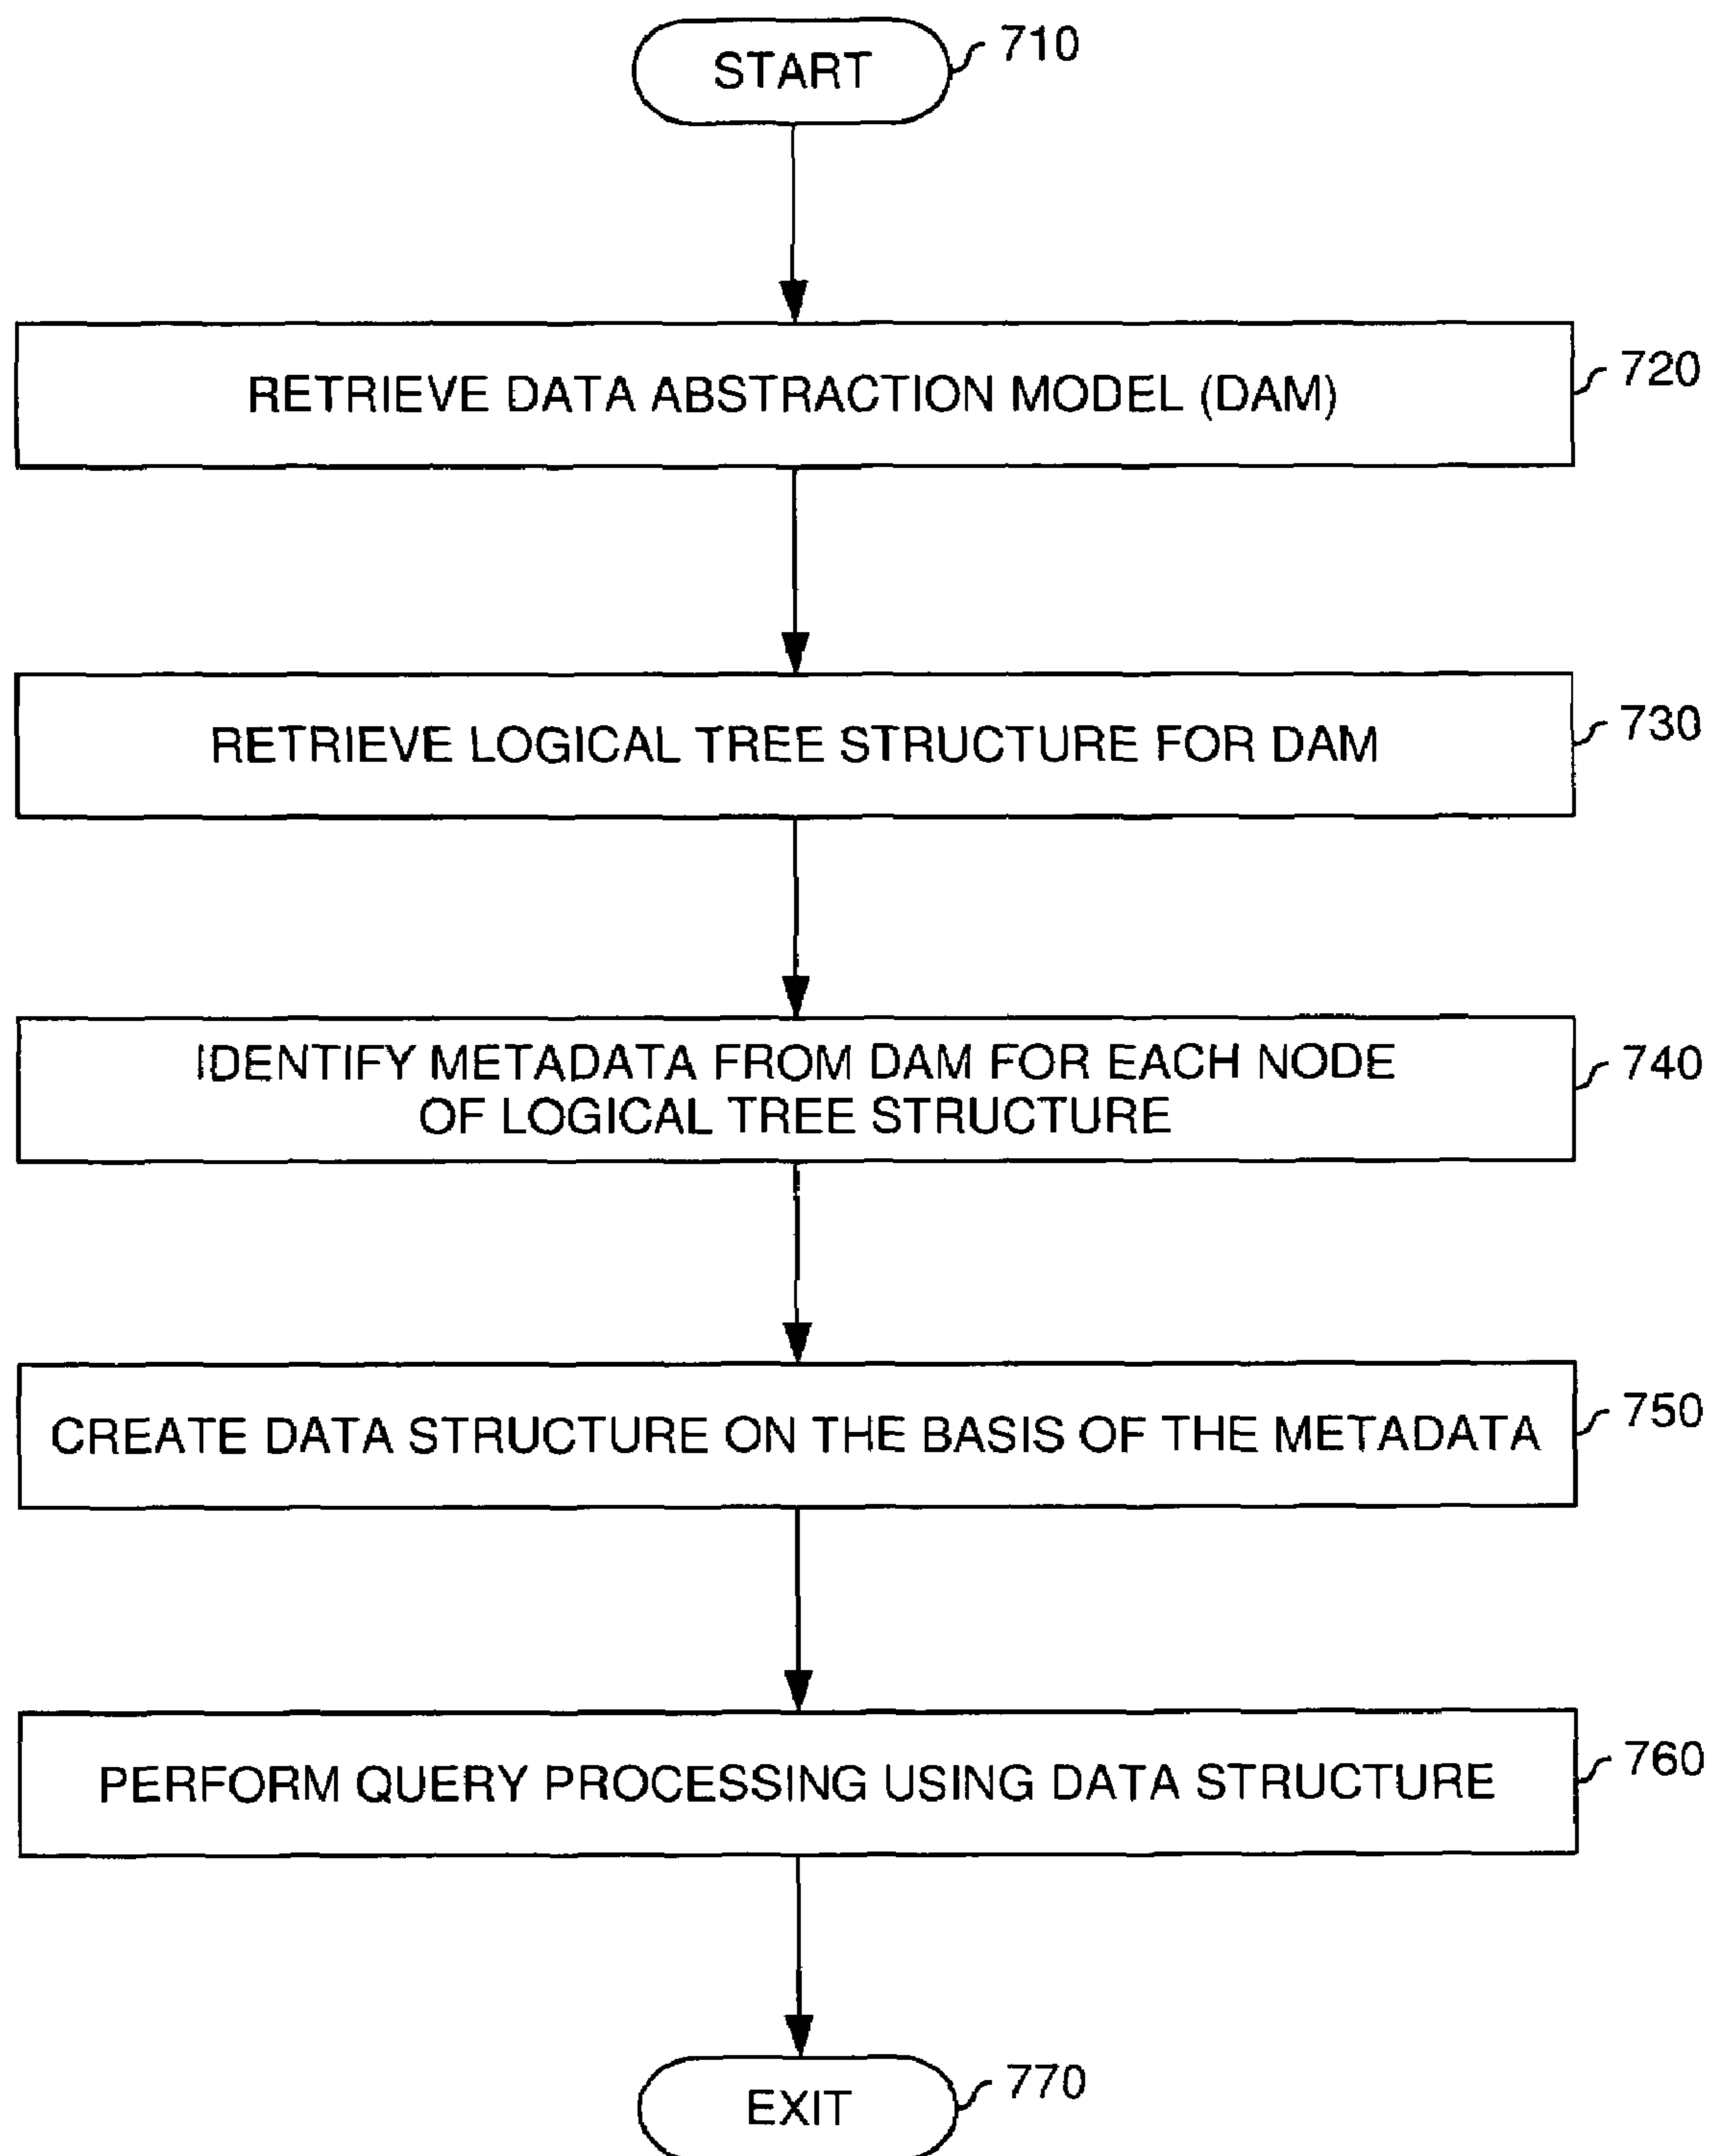 START
710
RETRIEVE DATA ABSTRACTION MODEL (DAM)
720
RETRIEVE LOGICAL TREE STRUCTURE FOR DAM
730
IDENTIFY METADATA FROM DAM FOR EACH NODE
OF LOGICAL TREE STRUCTURE
740
CREATE DATA STRUCTURE ON THE BASIS OF THE METADATA
750
PERFORM QUERY PROCESSING USING DATA STRUCTURE
760
EXIT
770